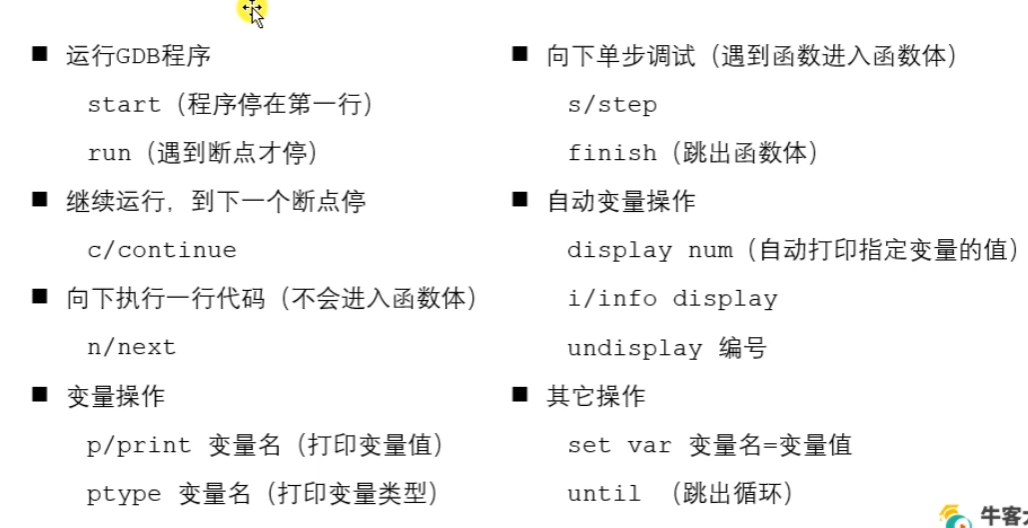 ■ 运行GDB程序
start（程序停在第一行）
run（遇到断点才停）
■ 继续运行，到下一个断点停
c/continue
■ 向下执行一行代码（不会进入函数体）
n/next
■ 变量操作
p/print 变量名（打印变量值）
ptype 变量名（打印变量类型）
■ 向下单步调试（遇到函数进入函数体）
s/step
finish（跳出函数体）
■ 自动变量操作
display num（自动打印指定变量的值）
i/info display
undisplay 编号
■ 其它操作
set var 变量名=变量值
until （跳出循环）
牛客